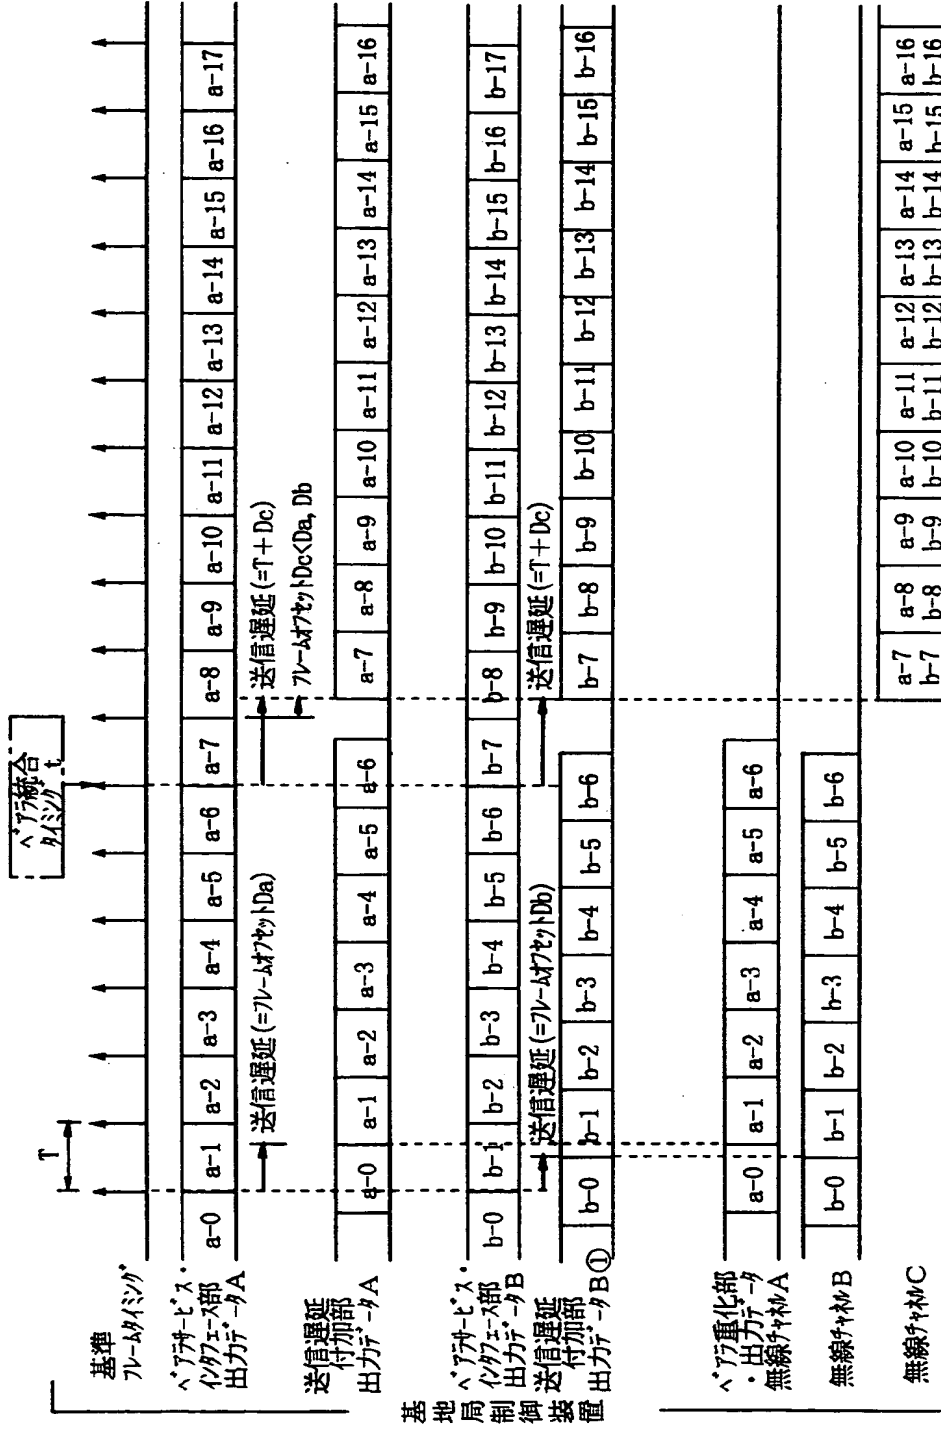 基地局制御装置
基準
フレームタイミング
T
ベアラ統合
タイミング t
ベアラサービス・
インタフェース部
出力データA
a-0 a-1 a-2 a-3 a-4 a-5 a-6 a-7 a-8 a-9 a-10 a-11 a-12 a-13 a-14 a-15 a-16 a-17
送信遅延(=フレームオフセットDa)
送信遅延(=T+Dc)
フレームオフセットDc<Da, Db
送信遅延
付加部
出力データA
a-0 a-1 a-2 a-3 a-4 a-5 a-6 a-7 a-8 a-9 a-10 a-11 a-12 a-13 a-14 a-15 a-16
ベアラサービス・
インタフェース部
出力データB
b-0 b-1 b-2 b-3 b-4 b-5 b-6 b-7 b-8 b-9 b-10 b-11 b-12 b-13 b-14 b-15 b-16 b-17
送信遅延(=フレームオフセットDb)
送信遅延(=T+Dc)
送信遅延
付加部
出力データB①
b-0 b-1 b-2 b-3 b-4 b-5 b-6 b-7 b-8 b-9 b-10 b-11 b-12 b-13 b-14 b-15 b-16
ベアラ重化部
・出力データ
無線チャネルA
a-0 a-1 a-2 a-3 a-4 a-5 a-6
無線チャネルB
b-0 b-1 b-2 b-3 b-4 b-5 b-6
無線チャネルC
a-7 a-8 a-9 a-10 a-11 a-12 a-13 a-14 a-15 a-16
b-7 b-8 b-9 b-10 b-11 b-12 b-13 b-14 b-15 b-16